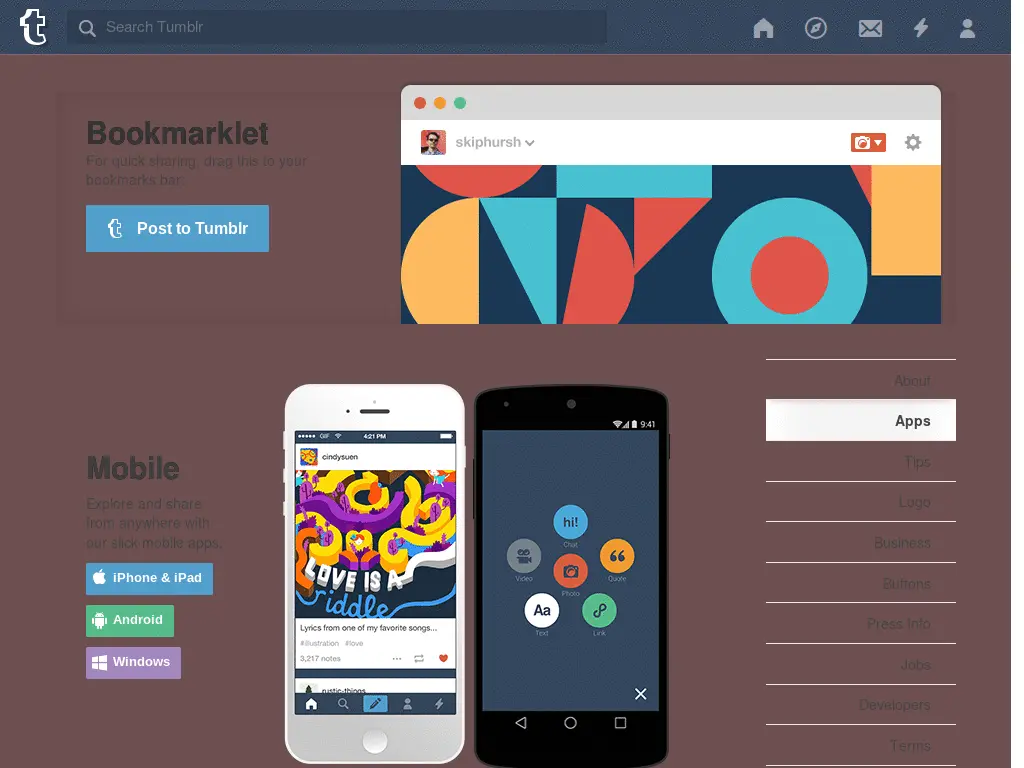 Search Tumblr
Bookmarklet
For quick sharing, drag this to your
bookmarks bar.
Post to Tumblr
skiphursh
Mobile
Explore and share
from anywhere with
our slick mobile apps.
iPhone & iPad
Android
Windows
GIF
4:21 PM
cindysuen
LOVE IS A
riddle
Lyrics from one of my favorite songs...
#illustration #love
3,217 notes
rustic-things
9:41
hi!
Chat
Video
Quote
Photo
Aa
Text
Link
About
Apps
Tips
Logo
Business
Buttons
Press Info
Jobs
Developers
Terms